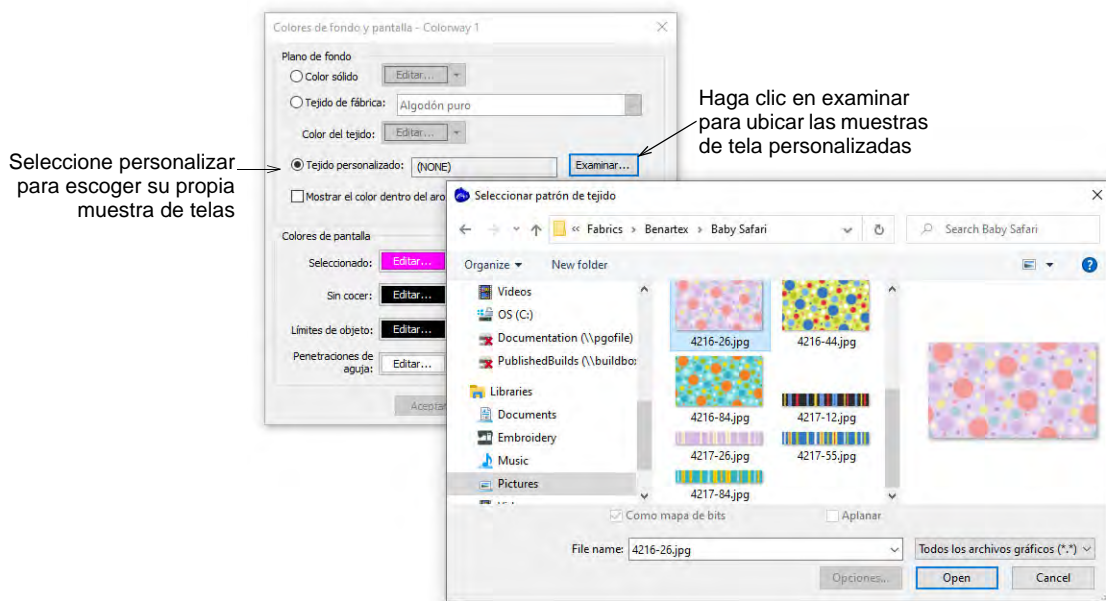 Colores de fondo y pantalla - Colorway 1
Plano de fondo
Color sólido
Editar...
Tejido de fábrica:
Algodón puro
Color del tejido:
Editar...
Tejido personalizado:
(NONE)
Examinar...
Mostrar el color dentro del aro
Haga clic en examinar
para ubicar las muestras
de tela personalizadas
Seleccione personalizar
para escoger su propia
muestra de telas
Colores de pantalla
Seleccionado:
Editar...
Sin cocer:
Editar...
Límites de objeto:
Editar...
Penetraciones de
aguja:
Editar...
Aceptar
Seleccionar patrón de tejido
« Fabrics > Benartex > Baby Safari
Search Baby Safari
Organize
New folder
Videos
OS (C:)
Documentation (\\pgofile)
PublishedBuilds (\\buildbo
Libraries
Documents
Embroidery
Music
Pictures
4216-26.jpg
4216-44.jpg
4216-84.jpg
4217-12.jpg
4217-26.jpg
4217-55.jpg
4217-84.jpg
Como mapa de bits
Aplanar
File name:
4216-26.jpg
Todos los archivos gráficos (*.*)
Opciones...
Open
Cancel